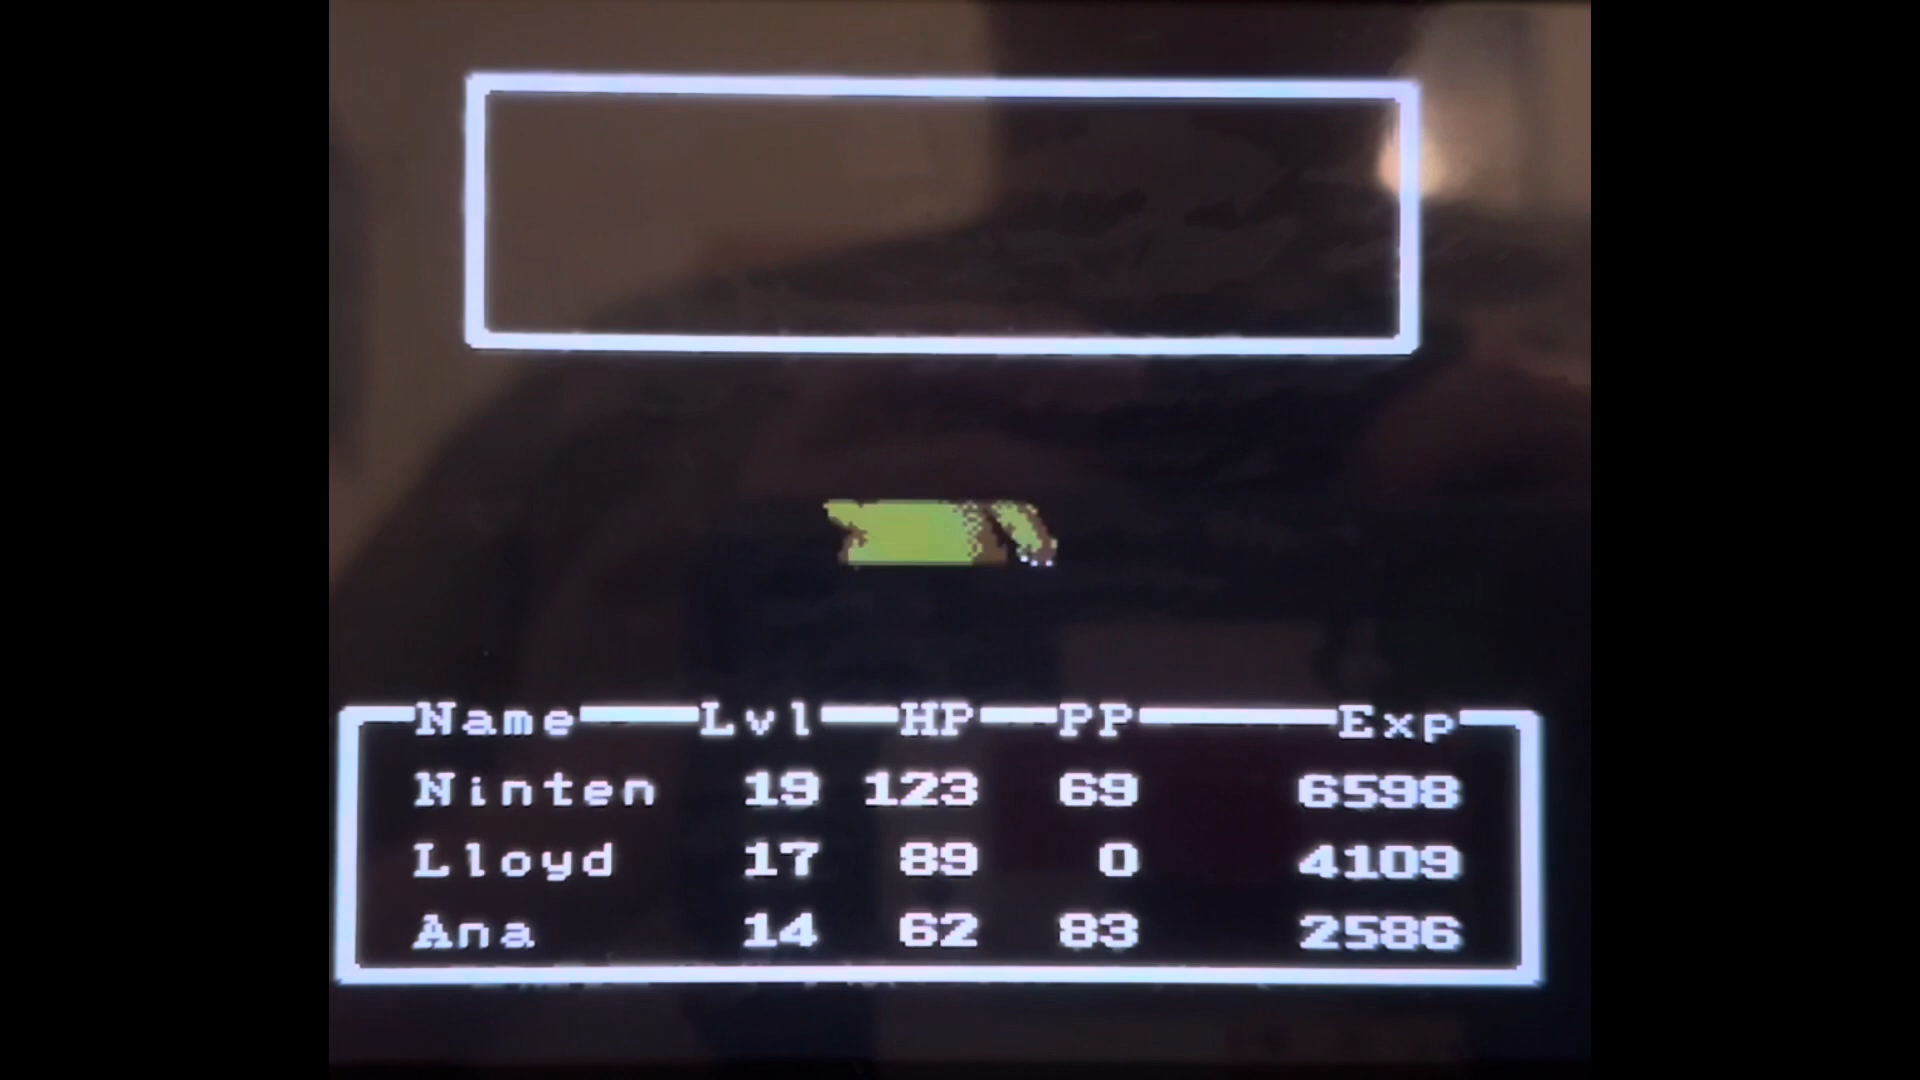 Name Lvl HP PP Exp
Ninten 19 123 69 6598
Lloyd 17 89 0 4109
Ana 14 62 83 2586